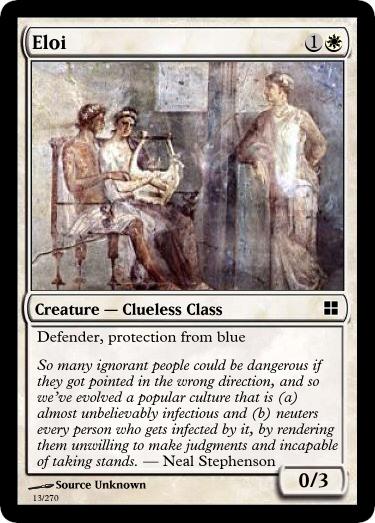 Eloi 1
Creature — Clueless Class
Defender, protection from blue
So many ignorant people could be dangerous if
they got pointed in the wrong direction, and so
we've evolved a popular culture that is (a)
almost unbelievably infectious and (b) neuters
every person who gets infected by it, by rendering
them unwilling to make judgments and incapable
of taking stands. — Neal Stephenson
0/3
Source Unknown
13/270